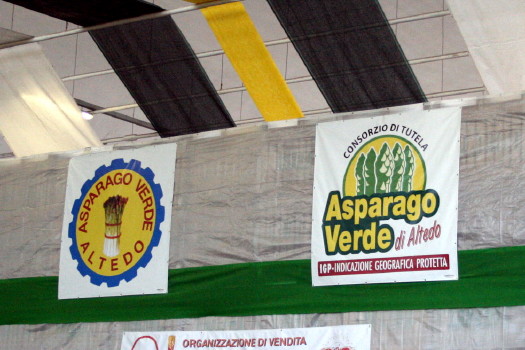 ASPARAGO VERDE
ALTEDO
CONSORZIO DI TUTELA
Asparago
Verde di Altedo
IGP-INDICAZIONE GEOGRAFICA PROTETTA
ORGANIZZAZIONE DI VENDITA